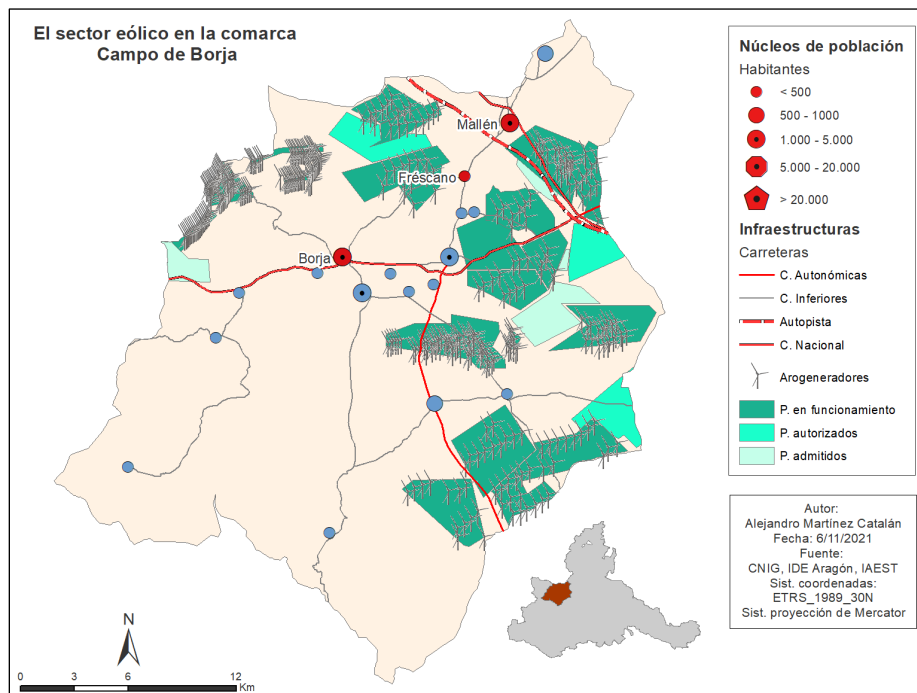 El sector eólico en la comarca
Campo de Borja
Mallén
Fréscano
Borja
Núcleos de población
Habitantes
< 500
500 - 1000
1.000 - 5.000
5.000 - 20.000
> 20.000
Infraestructuras
Carreteras
C. Autonómicas
C. Inferiores
Autopista
C. Nacional
Arogeneradores
P. en funcionamiento
P. autorizados
P. admitidos
Autor:
Alejandro Martínez Catalán
Fecha: 6/11/2021
Fuente:
CNIG, IDE Aragón, IAEST
Sist. coordenadas:
ETRS_1989_30N
Sist. proyección de Mercator
N
0 3 6 12
Km